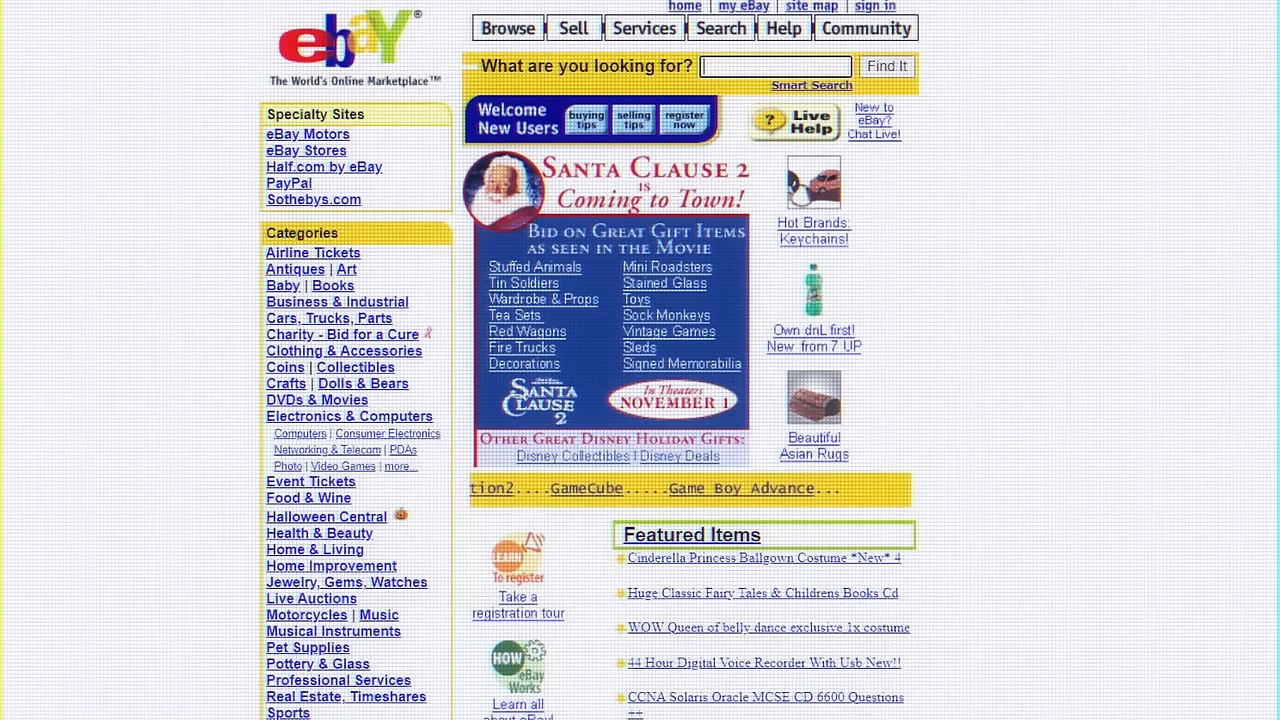 home | my eBay | site map | sign in
ebaY®
The World's Online Marketplace™
Browse Sell Services Search Help Community
What are you looking for? Find It
Smart Search
Welcome New Users
buying tips
selling tips
register now
? Live Help
New to eBay? Chat Live!
Specialty Sites
eBay Motors
eBay Stores
Half.com by eBay
PayPal
Sothebys.com
Categories
Airline Tickets
Antiques | Art
Baby | Books
Business & Industrial
Cars, Trucks, Parts
Charity - Bid for a Cure
Clothing & Accessories
Coins | Collectibles
Crafts | Dolls & Bears
DVDs & Movies
Electronics & Computers
Computers | Consumer Electronics
Networking & Telecom | PDAs
Photo | Video Games | more...
Event Tickets
Food & Wine
Halloween Central
Health & Beauty
Home & Living
Home Improvement
Jewelry, Gems, Watches
Live Auctions
Motorcycles | Music
Musical Instruments
Pet Supplies
Pottery & Glass
Professional Services
Real Estate, Timeshares
Sports
SANTA CLAUSE 2
IS
Coming to Town!
BID ON GREAT GIFT ITEMS
AS SEEN IN THE MOVIE
Stuffed Animals Mini Roadsters
Tin Soldiers Stained Glass
Wardrobe & Props Toys
Tea Sets Sock Monkeys
Red Wagons Vintage Games
Fire Trucks Sleds
Decorations Signed Memorabilia
SANTA
CLAUSE
2
In Theaters
NOVEMBER 1
OTHER GREAT DISNEY HOLIDAY GIFTS:
Disney Collectibles | Disney Deals
Hot Brands:
Keychains!
Own dnL first!
New from 7 UP
Beautiful
Asian Rugs
tion2....GameCube.....Game Boy Advance...
LEARN
To register
Take a
registration tour
HOW
eBay
Works
Learn all
about eBay!
Featured Items
Cinderella Princess Ballgown Costume *New* 4
Huge Classic Fairy Tales & Childrens Books Cd
WOW Queen of belly dance exclusive 1x costume
44 Hour Digital Voice Recorder With Usb New!!
CCNA Solaris Oracle MCSE CD 6600 Questions
++